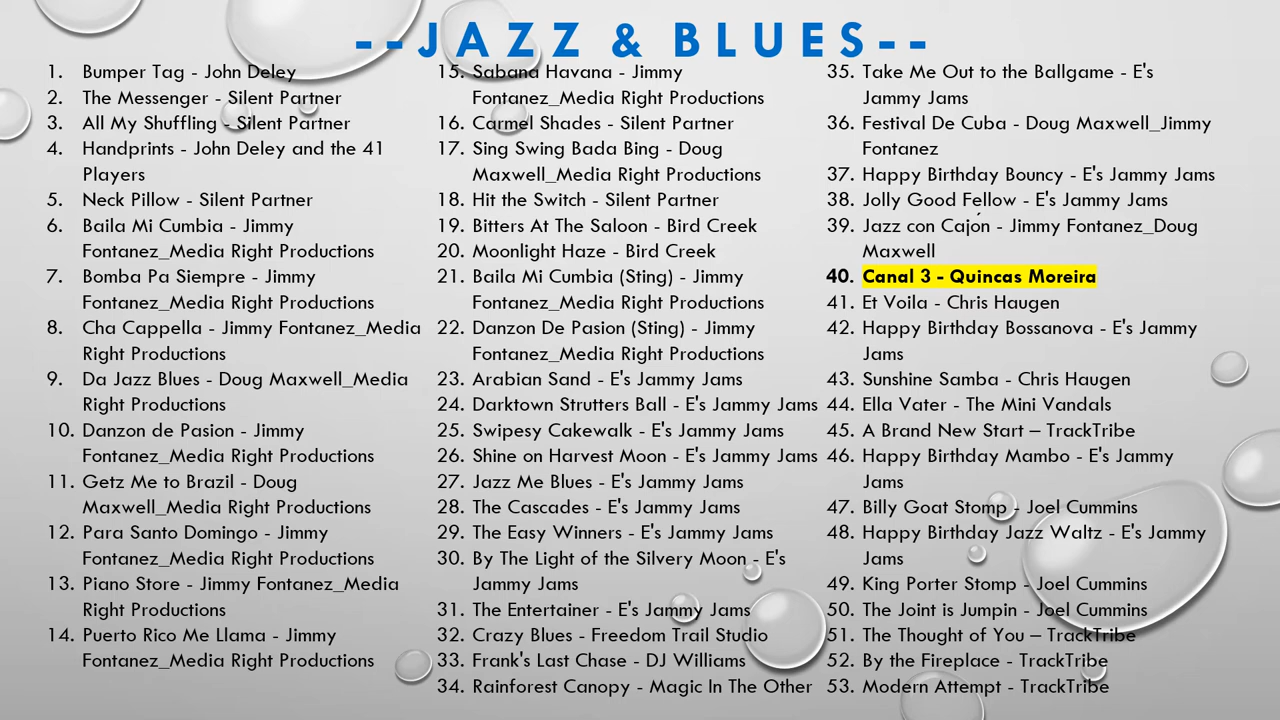 --JAZZ & BLUES--
1. Bumper Tag - John Deley
2. The Messenger - Silent Partner
3. All My Shuffling - Silent Partner
4. Handprints - John Deley and the 41
Players
5. Neck Pillow - Silent Partner
6. Baila Mi Cumbia - Jimmy
Fontanez_Media Right Productions
7. Bomba Pa Siempre - Jimmy
Fontanez_Media Right Productions
8. Cha Cappella - Jimmy Fontanez_Media
Right Productions
9. Da Jazz Blues - Doug Maxwell_Media
Right Productions
10. Danzon de Pasion - Jimmy
Fontanez_Media Right Productions
11. Getz Me to Brazil - Doug
Maxwell_Media Right Productions
12. Para Santo Domingo - Jimmy
Fontanez_Media Right Productions
13. Piano Store - Jimmy Fontanez_Media
Right Productions
14. Puerto Rico Me Llama - Jimmy
Fontanez_Media Right Productions
15. Sabana Havana - Jimmy
Fontanez_Media Right Productions
16. Carmel Shades - Silent Partner
17. Sing Swing Bada Bing - Doug
Maxwell_Media Right Productions
18. Hit the Switch - Silent Partner
19. Bitters At The Saloon - Bird Creek
20. Moonlight Haze - Bird Creek
21. Baila Mi Cumbia (Sting) - Jimmy
Fontanez_Media Right Productions
22. Danzon De Pasion (Sting) - Jimmy
Fontanez_Media Right Productions
23. Arabian Sand - E's Jammy Jams
24. Darktown Strutters Ball - E's Jammy Jams
25. Swipesy Cakewalk - E's Jammy Jams
26. Shine on Harvest Moon - E's Jammy Jams
27. Jazz Me Blues - E's Jammy Jams
28. The Cascades - E's Jammy Jams
29. The Easy Winners - E's Jammy Jams
30. By The Light of the Silvery Moon - E's
Jammy Jams
31. The Entertainer - E's Jammy Jams
32. Crazy Blues - Freedom Trail Studio
33. Frank's Last Chase - DJ Williams
34. Rainforest Canopy - Magic In The Other
35. Take Me Out to the Ballgame - E's
Jammy Jams
36. Festival De Cuba - Doug Maxwell_Jimmy
Fontanez
37. Happy Birthday Bouncy - E's Jammy Jams
38. Jolly Good Fellow - E's Jammy Jams
39. Jazz con Cajón - Jimmy Fontanez_Doug
Maxwell
40. Canal 3 - Quincas Moreira
41. Et Voila - Chris Haugen
42. Happy Birthday Bossanova - E's Jammy
Jams
43. Sunshine Samba - Chris Haugen
44. Ella Vater - The Mini Vandals
45. A Brand New Start – TrackTribe
46. Happy Birthday Mambo - E's Jammy
Jams
47. Billy Goat Stomp - Joel Cummins
48. Happy Birthday Jazz Waltz - E's Jammy
Jams
49. King Porter Stomp - Joel Cummins
50. The Joint is Jumpin - Joel Cummins
51. The Thought of You – TrackTribe
52. By the Fireplace - TrackTribe
53. Modern Attempt - TrackTribe